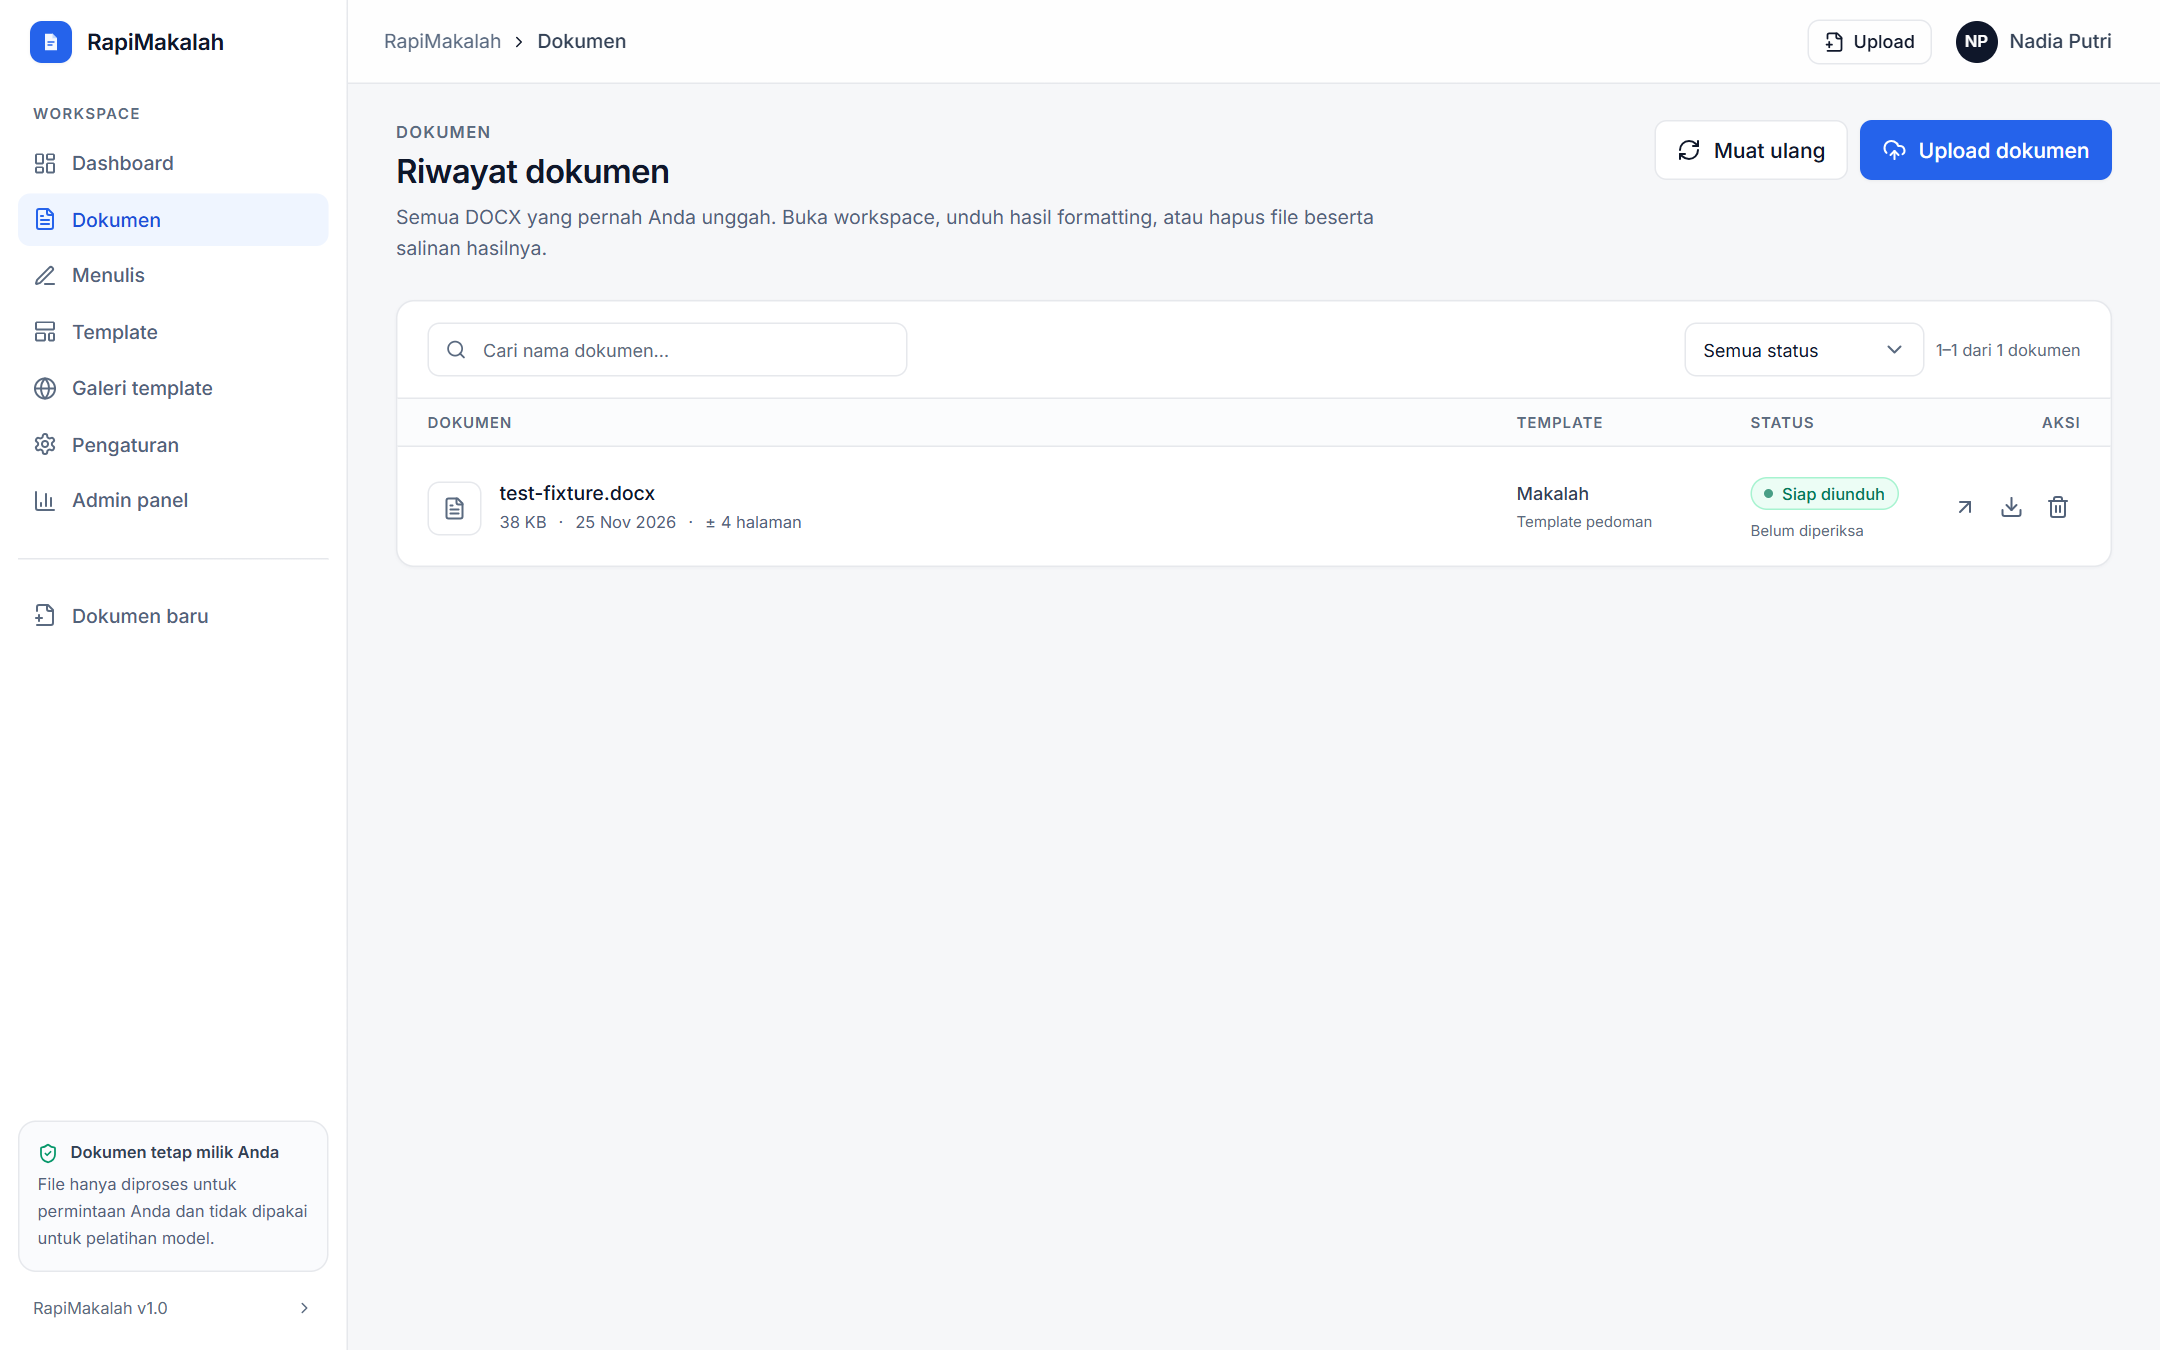 RapiMakalah
WORKSPACE
Dashboard
Dokumen
Menulis
Template
Galeri template
Pengaturan
Admin panel
Dokumen baru
Dokumen tetap milik Anda
File hanya diproses untuk
permintaan Anda dan tidak dipakai
untuk pelatihan model.
RapiMakalah v1.0
RapiMakalah > Dokumen
Upload
NP Nadia Putri
DOKUMEN
Riwayat dokumen
Semua DOCX yang pernah Anda unggah. Buka workspace, unduh hasil formatting, atau hapus file beserta
salinan hasilnya.
Muat ulang
Upload dokumen
Cari nama dokumen...
Semua status
1–1 dari 1 dokumen
DOKUMEN TEMPLATE STATUS AKSI
test-fixture.docx
38 KB · 25 Nov 2026 · ± 4 halaman
Makalah
Template pedoman
Siap diunduh
Belum diperiksa